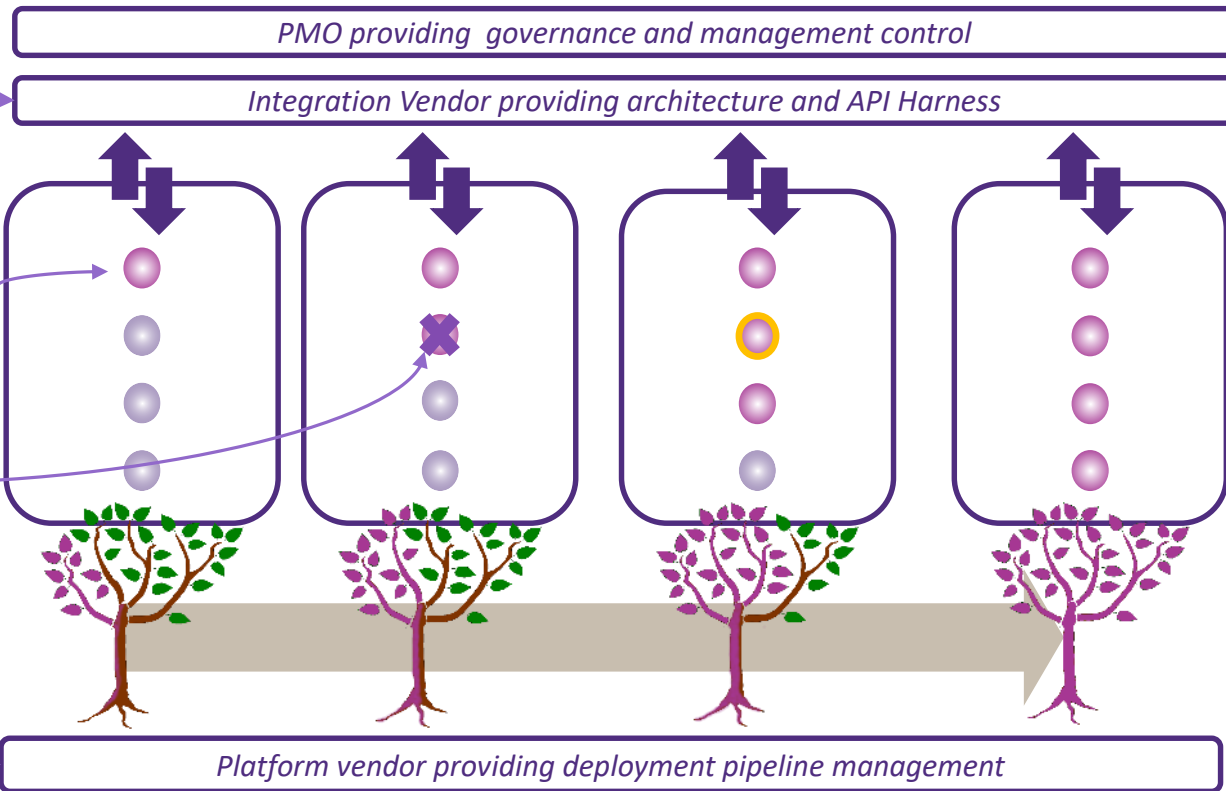 PMO providing  governance and management control
Integration Vendor providing architecture and API Harness
Platform vendor providing deployment pipeline management